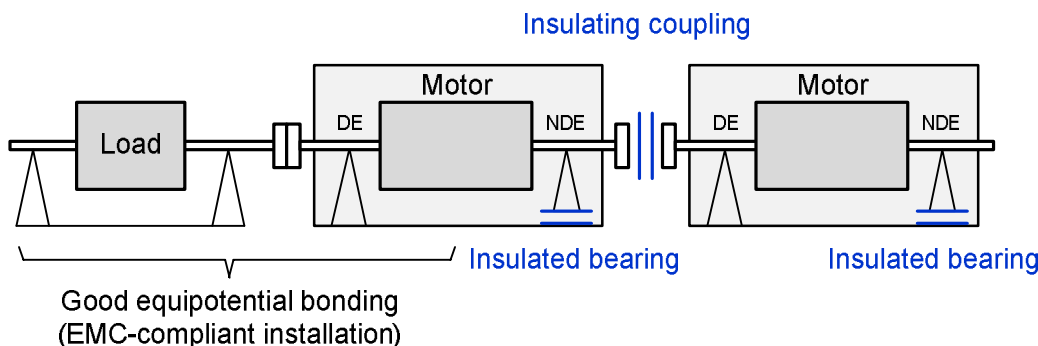 Insulating coupling
Motor
Motor
DE
NDE
DE
NDE
Load
Insulated bearing
Insulated bearing
Good equipotential bonding
(EMC-compliant installation)